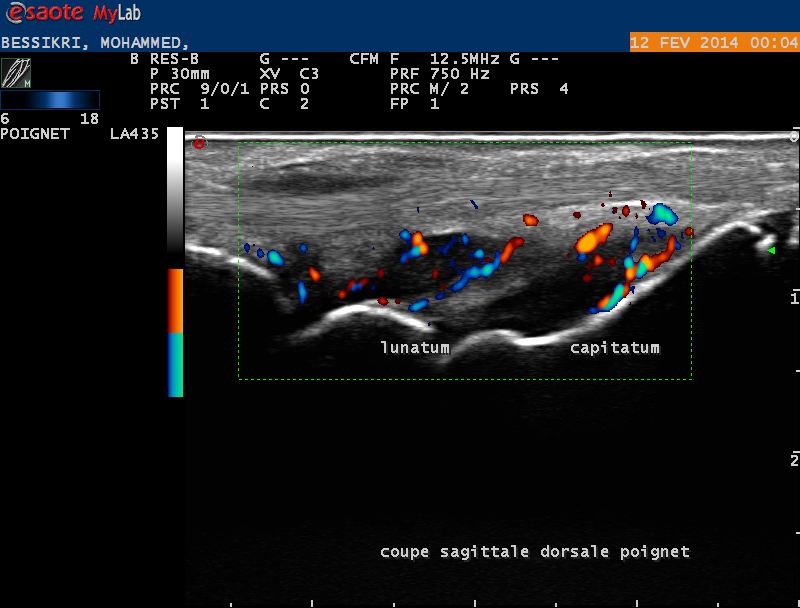 esaote MyLab
BESSIKRI, MOHAMMED,
12 FEV 2014 00:04
B RES-B G --- CFM F 12.5MHz G ---
P 30mm XV C3 PRF 750 Hz
PRC 9/0/1 PRS 0 PRC M/ 2 PRS 4
PST 1 C 2 FP 1
M
6 18
POIGNET LA435
e
0
1
lunatum capitatum
2
coupe sagittale dorsale poignet